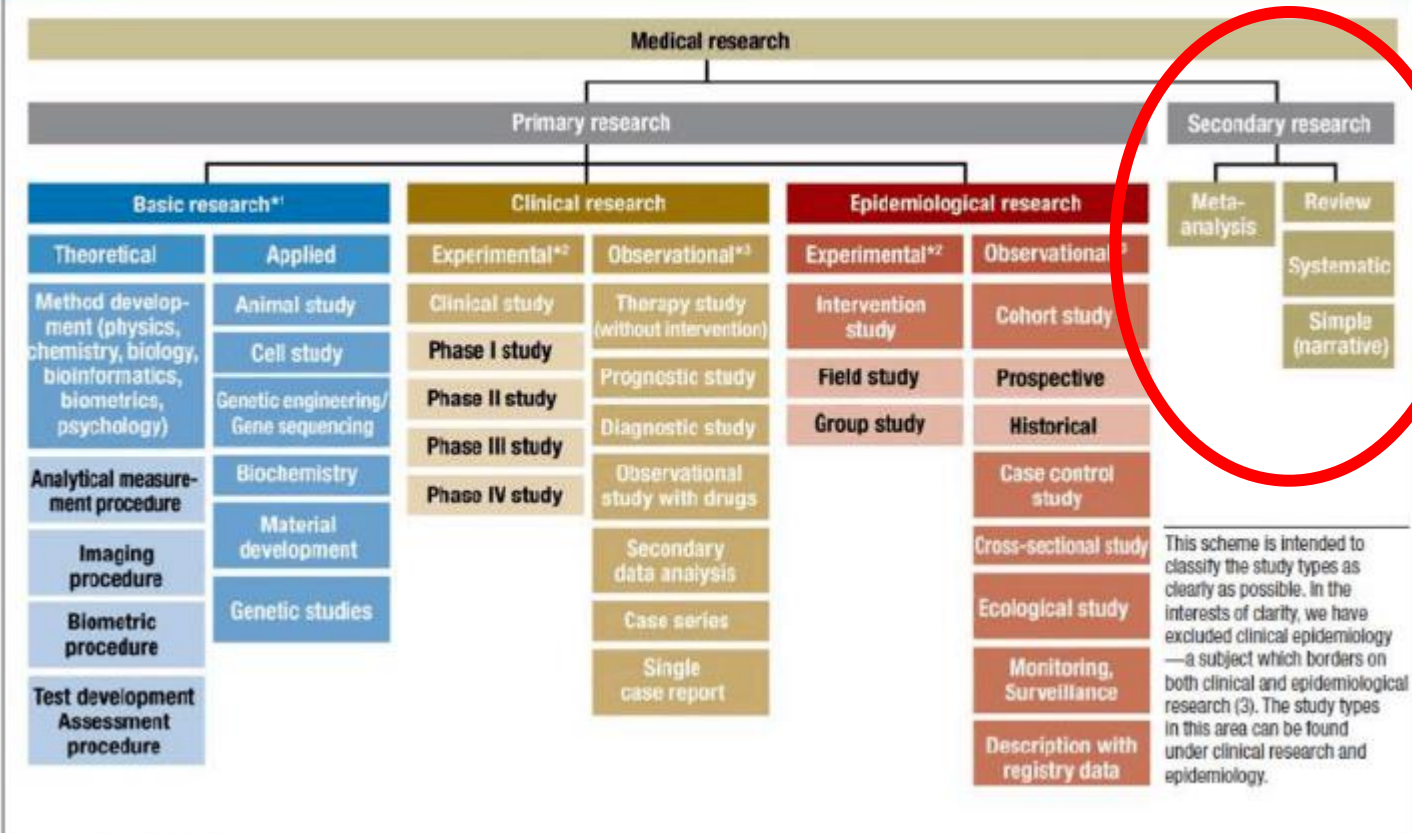 Medical research
Primary research
Secondary research
Basic research*¹
Clinical research
Epidemiological research
Meta-
analysis
Review
Systematic
Simple
(narrative)
Theoretical
Method develop-
ment (physics,
chemistry, biology,
bioinformatics,
biometrics,
psychology)
Analytical measure-
ment procedure
Imaging
procedure
Biometric
procedure
Test development
Assessment
procedure
Applied
Animal study
Cell study
Genetic engineering/
Gene sequencing
Biochemistry
Material
development
Genetic studies
Experimental*²
Clinical study
Phase I study
Phase II study
Phase III study
Phase IV study
Observational*³
Therapy study
(without intervention)
Prognostic study
Diagnostic study
Observational
study with drugs
Secondary
data analysis
Case series
Single
case report
Experimental*²
Intervention
study
Field study
Group study
Observational ³
Cohort study
Prospective
Historical
Case control
study
Cross-sectional study
Ecological study
Monitoring,
Surveillance
Description with
registry data
This scheme is intended to
classify the study types as
clearly as possible. In the
interests of clarity, we have
excluded clinical epidemiology
—a subject which borders on
both clinical and epidemiological
research (3). The study types
in this area can be found
under clinical research and
epidemiology.